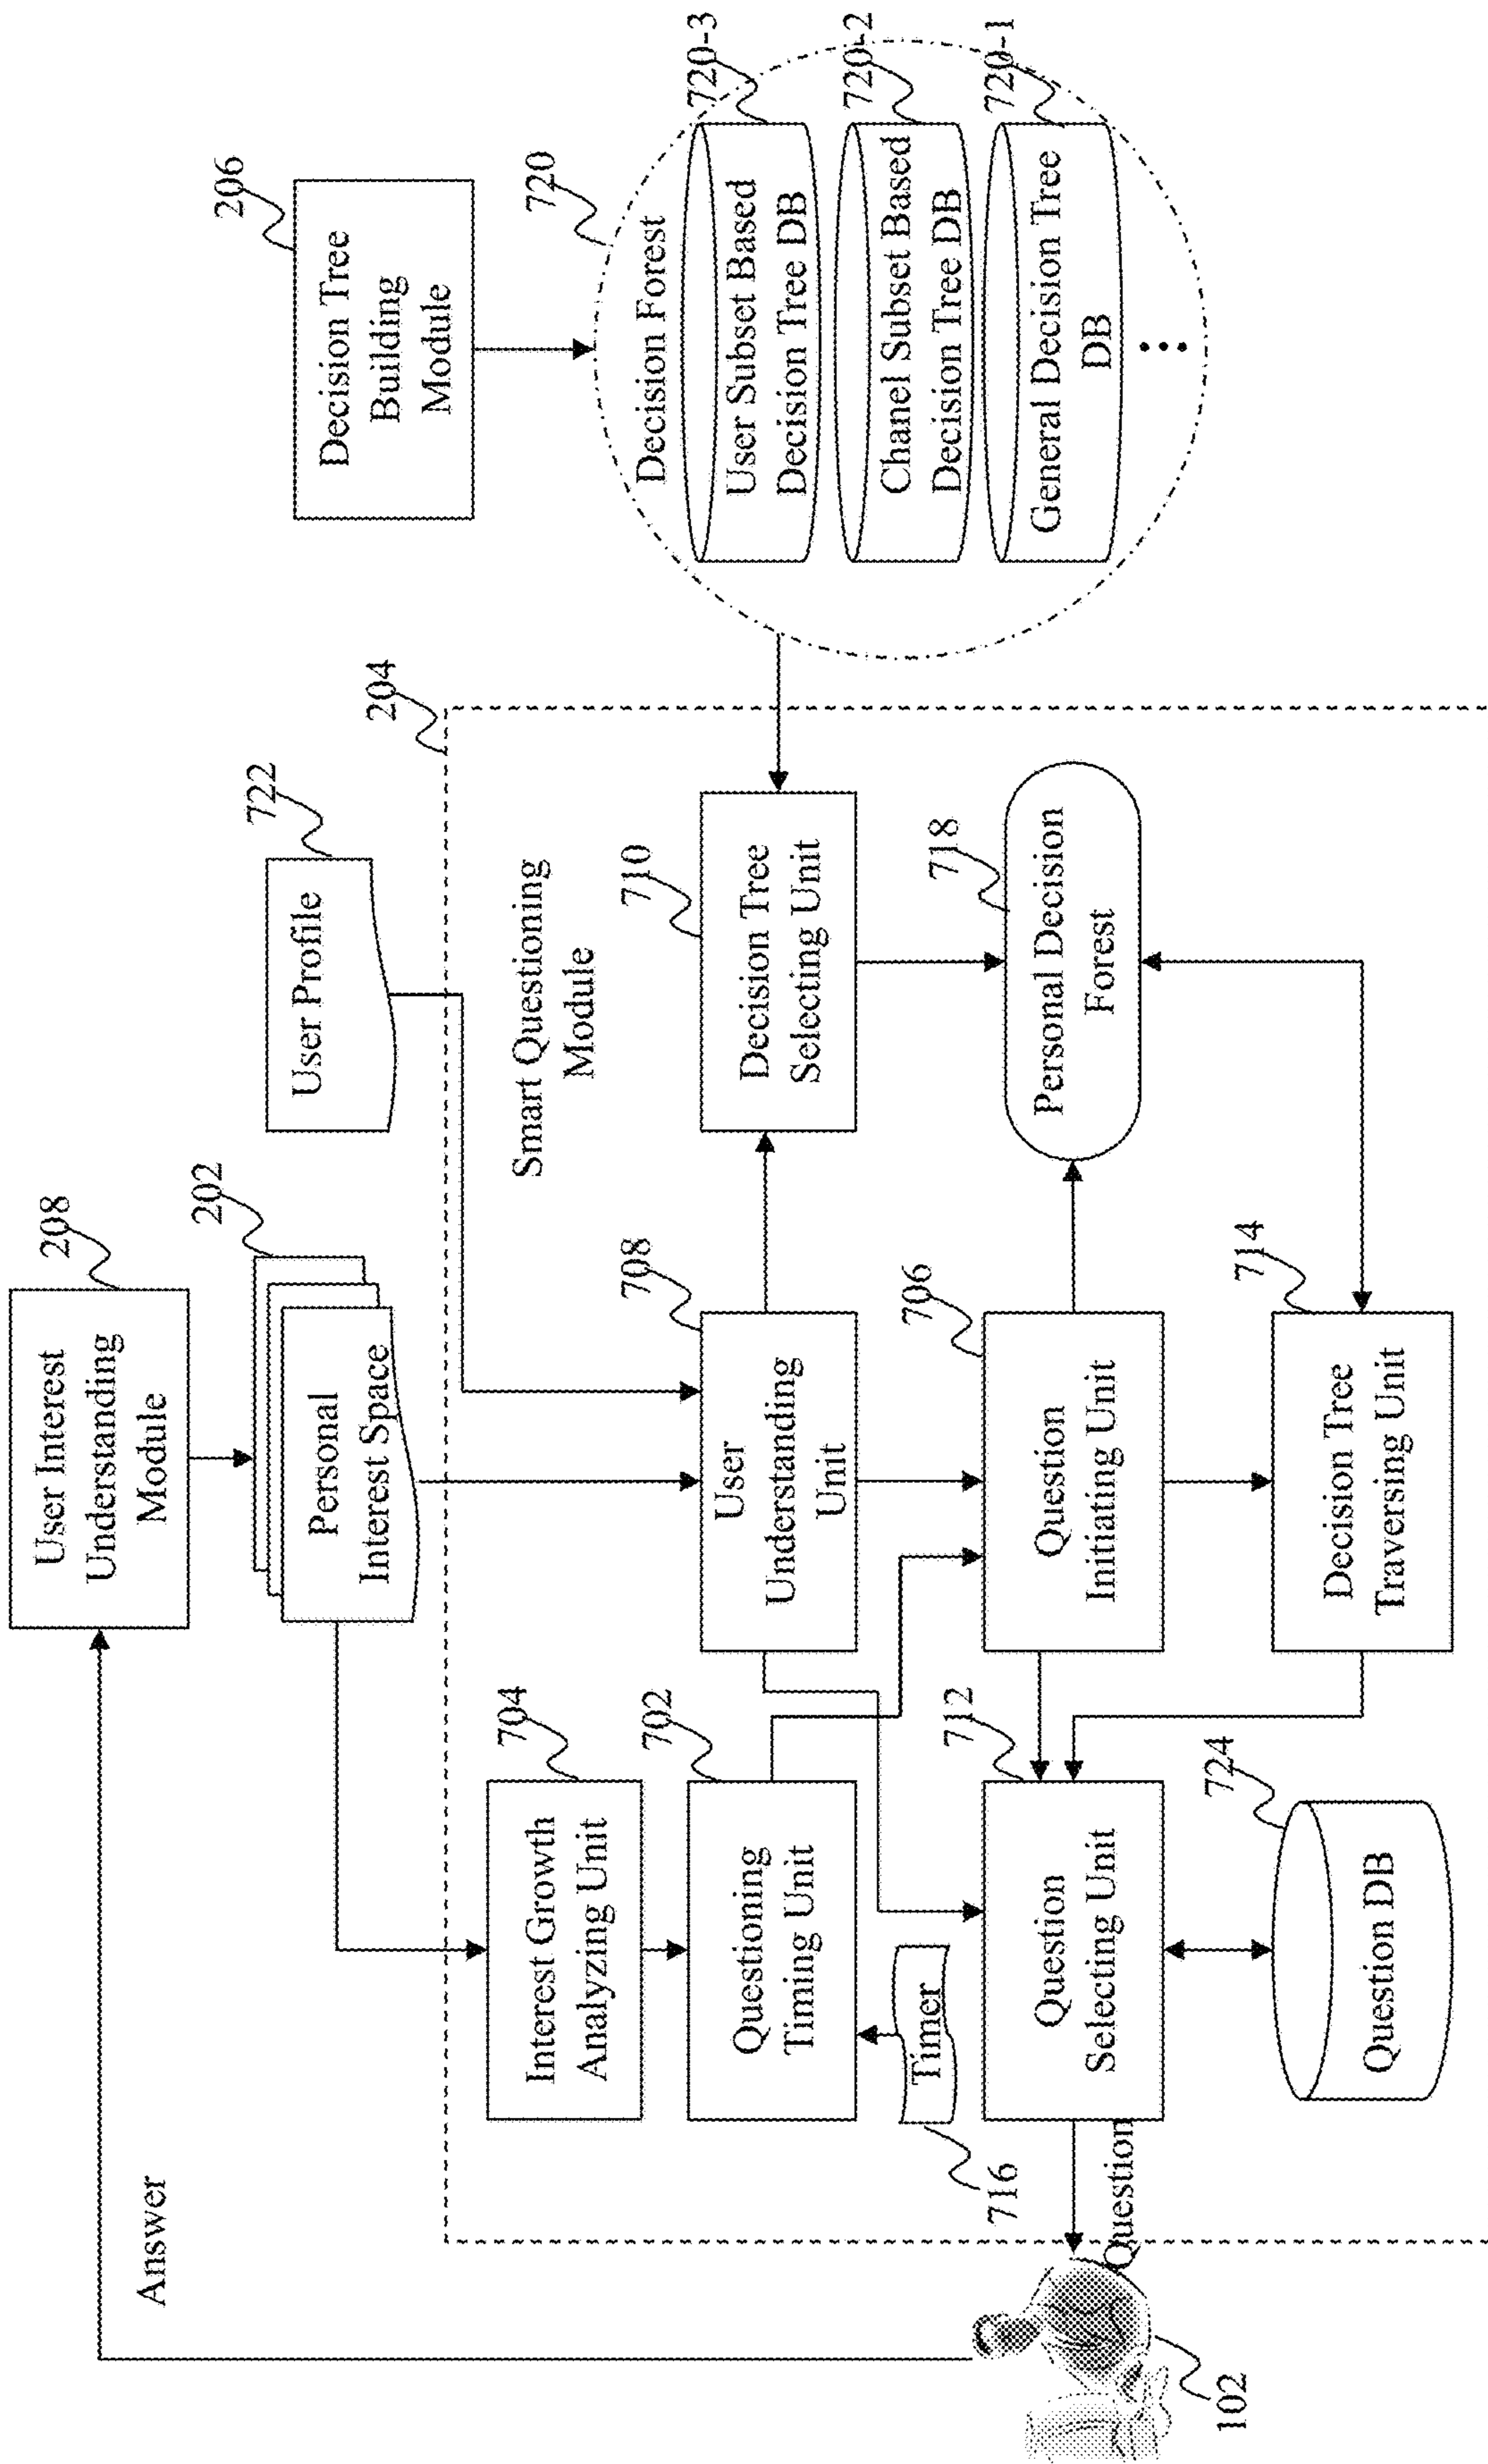 Answer
User Interest
Understanding
Module
208
Personal
Interest Space
202
User Profile
722
Decision Tree
Building
Module
206
204
Smart Questioning
Module
Interest Growth
Analyzing Unit
704
Questioning
Timing Unit
702
Timer
716
User
Understanding
Unit
708
Decision Tree
Selecting Unit
710
Question
Selecting Unit
712
Question
Initiating Unit
706
Personal Decision
Forest
718
Question DB
724
Decision Tree
Traversing Unit
714
Question
102
720
Decision Forest
User Subset Based
Decision Tree DB
720-3
Chanel Subset Based
Decision Tree DB
720-2
General Decision Tree
DB
720-1